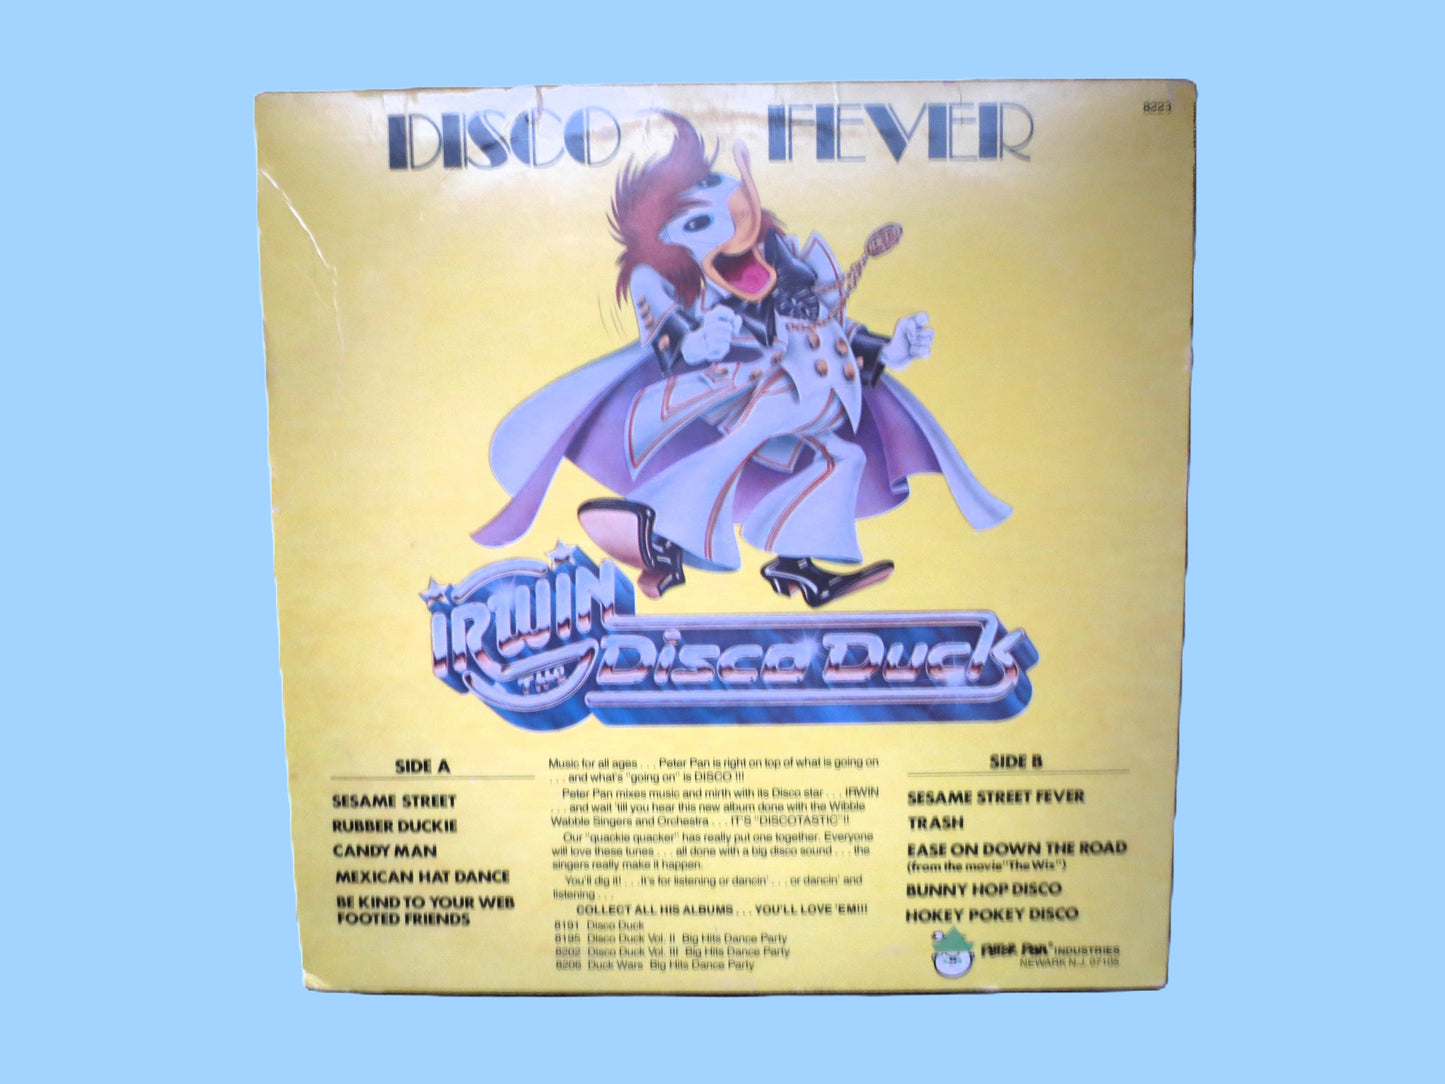 DISCO FEVER
8223
IRWIN
THE
Disco Duck
SIDE A
SESAME STREET
RUBBER DUCKIE
CANDY MAN
MEXICAN HAT DANCE
BE KIND TO YOUR WEB
FOOTED FRIENDS
Music for all ages . . . Peter Pan is right on top of what is going on
. . . and what's "going on" is DISCO !!!
Peter Pan mixes music and mirth with its Disco star . . . IRWIN
. . . and wait 'till you hear this new album done with the Wibble
Wabble Singers and Orchestra . . . IT'S "DISCOTASTIC"!!
Our "quackie quacker" has really put one together. Everyone
will love these tunes . . . all done with a big disco sound . . . the
singers really make it happen.
You'll dig it! . . . It's for listening or dancin' . . . or dancin' and
listening . . .
COLLECT ALL HIS ALBUMS . . . YOU'LL LOVE 'EM!!!
8191 Disco Duck
8195 Disco Duck Vol. II Big Hits Dance Party
8202 Disco Duck Vol. III Big Hits Dance Party
8206 Duck Wars Big Hits Dance Party
SIDE B
SESAME STREET FEVER
TRASH
EASE ON DOWN THE ROAD
(from the movie "The Wiz")
BUNNY HOP DISCO
HOKEY POKEY DISCO
PETER PAN® INDUSTRIES
NEWARK N.J. 07105